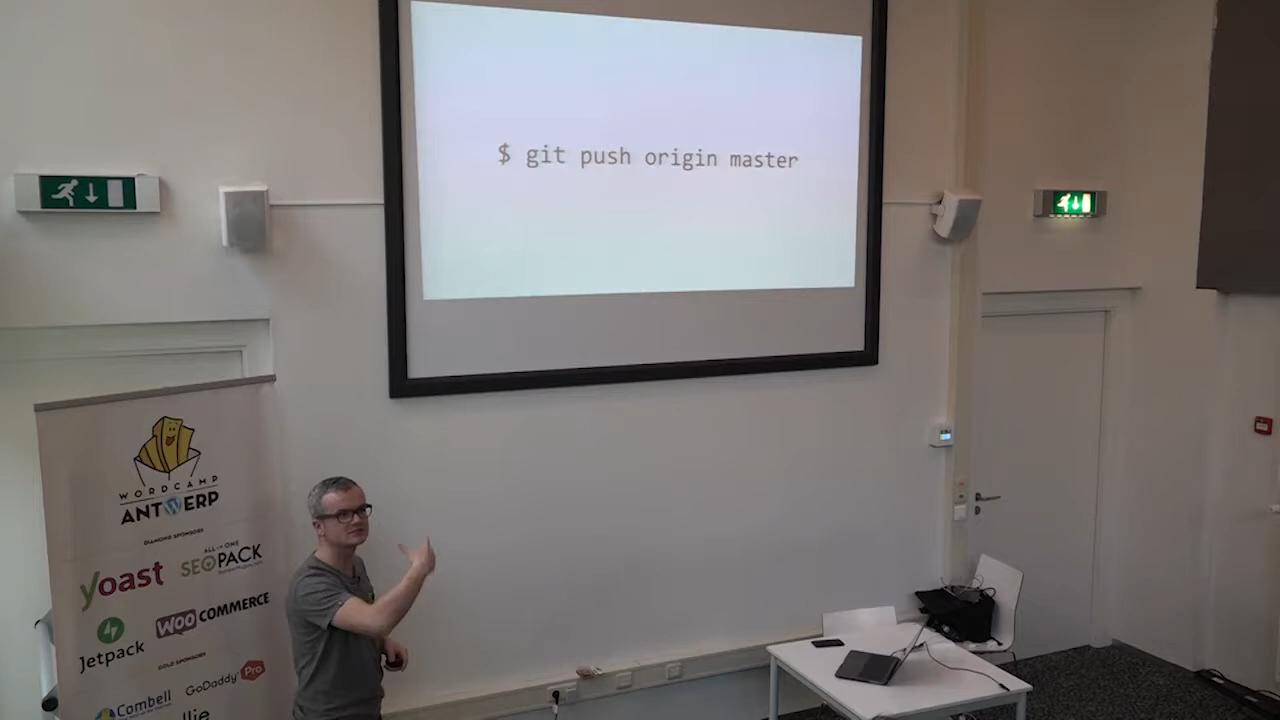 $ git push origin master
WORDCAMP
ANTWERP
DIAMOND SPONSORS
yoast
ALL IN ONE
SEOPACK
Jetpack
WOOCOMMERCE
GOLD SPONSORS
Combell
GoDaddy Pro
llie